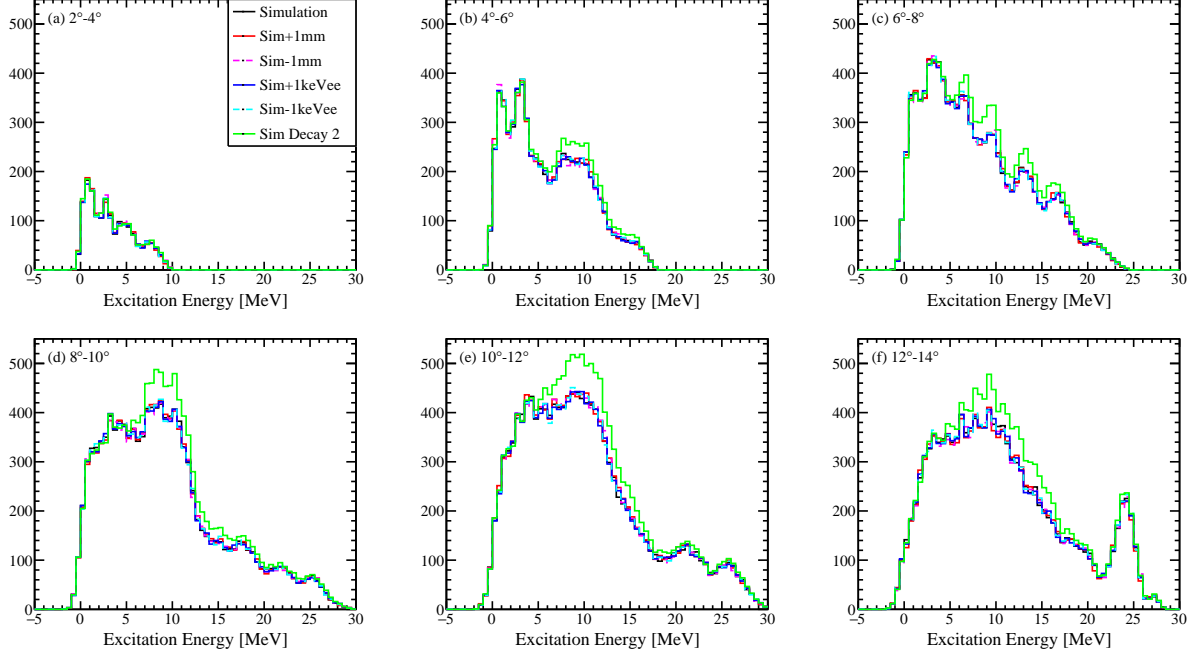 (a) 2°-4°
Simulation
Sim+1mm
Sim-1mm
Sim+1keVee
Sim-1keVee
Sim Decay 2
0
100
200
300
400
500
−5 0 5 10 15 20 25 30
Excitation Energy [MeV]
(b) 4°-6°
0
100
200
300
400
500
−5 0 5 10 15 20 25 30
Excitation Energy [MeV]
(c) 6°-8°
0
100
200
300
400
500
−5 0 5 10 15 20 25 30
Excitation Energy [MeV]
(d) 8°-10°
0
100
200
300
400
500
−5 0 5 10 15 20 25 30
Excitation Energy [MeV]
(e) 10°-12°
0
100
200
300
400
500
−5 0 5 10 15 20 25 30
Excitation Energy [MeV]
(f) 12°-14°
0
100
200
300
400
500
−5 0 5 10 15 20 25 30
Excitation Energy [MeV]